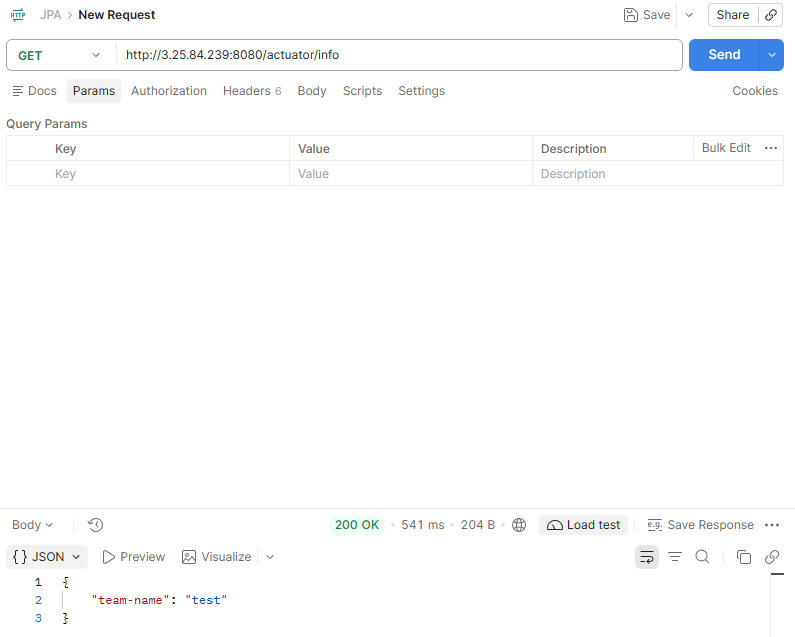 HTTP JPA > New Request Save Share
GET http://3.25.84.239:8080/actuator/info Send
Docs Params Authorization Headers 6 Body Scripts Settings Cookies
Query Params
Key Value Description Bulk Edit
Key Value Description
Body 200 OK 541 ms 204 B Load test e.g. Save Response
{} JSON Preview Visualize
1 {
2 "team-name": "test"
3 }